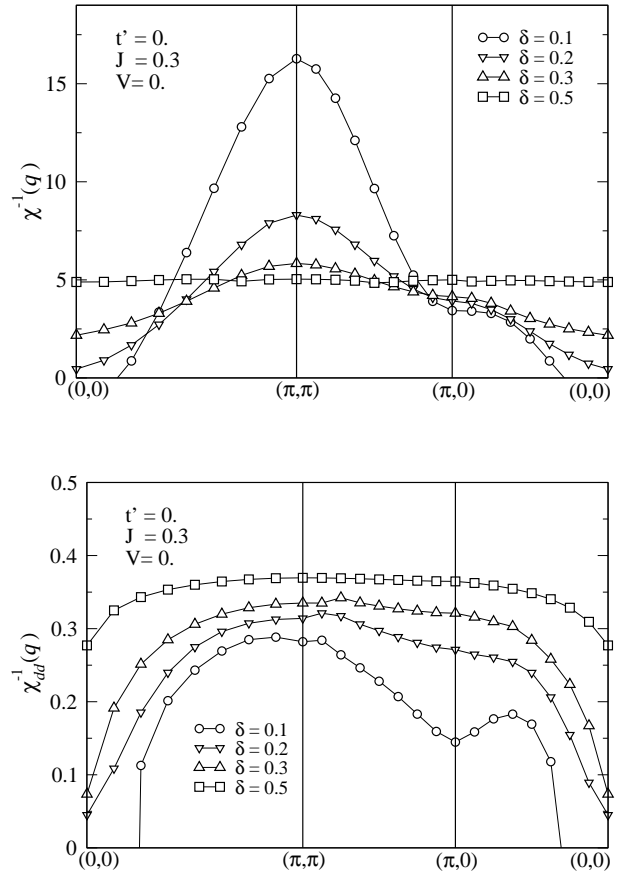 t' = 0.
J = 0.3
V= 0.
δ = 0.1
δ = 0.2
δ = 0.3
δ = 0.5
15
10
5
0
χ⁻¹(q)
(0,0)
(π,π)
(π,0)
(0,0)
0.5
0.4
0.3
0.2
0.1
0
t' = 0.
J = 0.3
V= 0.
χ⁻¹dd(q)
δ = 0.1
δ = 0.2
δ = 0.3
δ = 0.5
(0,0)
(π,π)
(π,0)
(0,0)